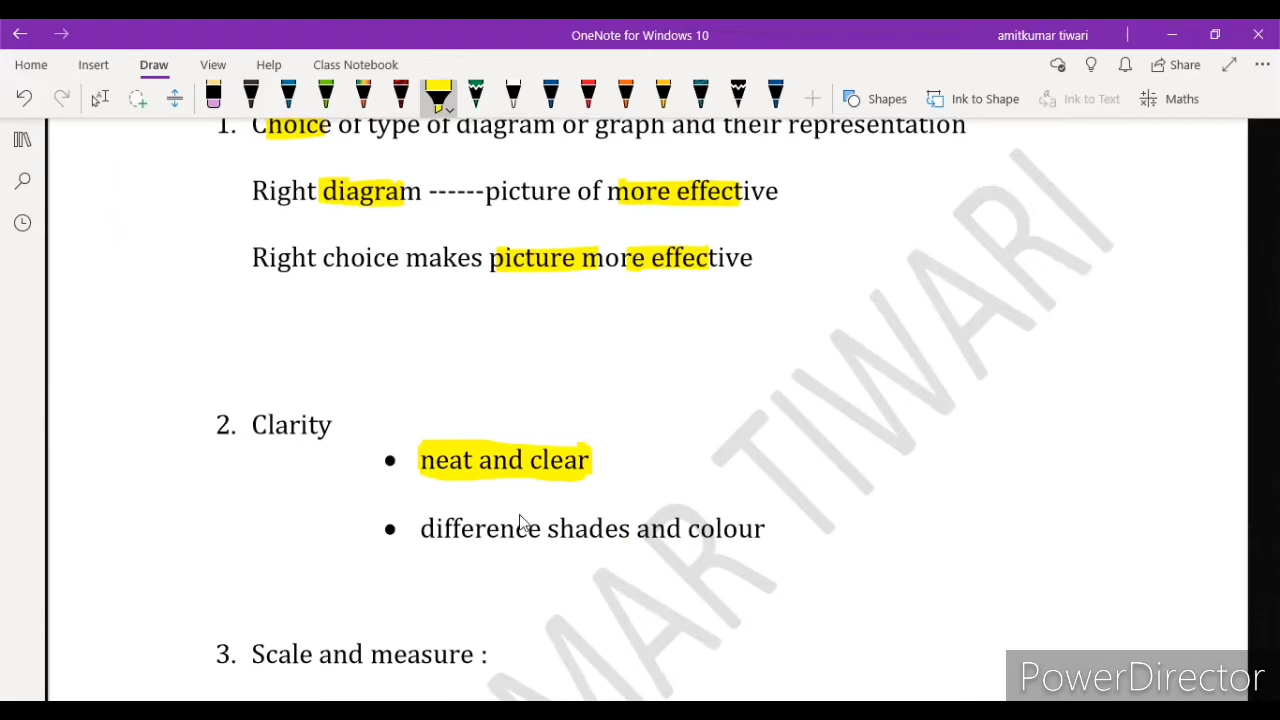 OneNote for Windows 10
amitkumar tiwari
Home Insert Draw View Help Class Notebook
Share
Shapes Ink to Shape Ink to Text Maths
1. Choice of type of diagram or graph and their representation
Right diagram ------picture of more effective
Right choice makes picture more effective
2. Clarity
• neat and clear
• difference shades and colour
3. Scale and measure :
MAR TIWARI
PowerDirector